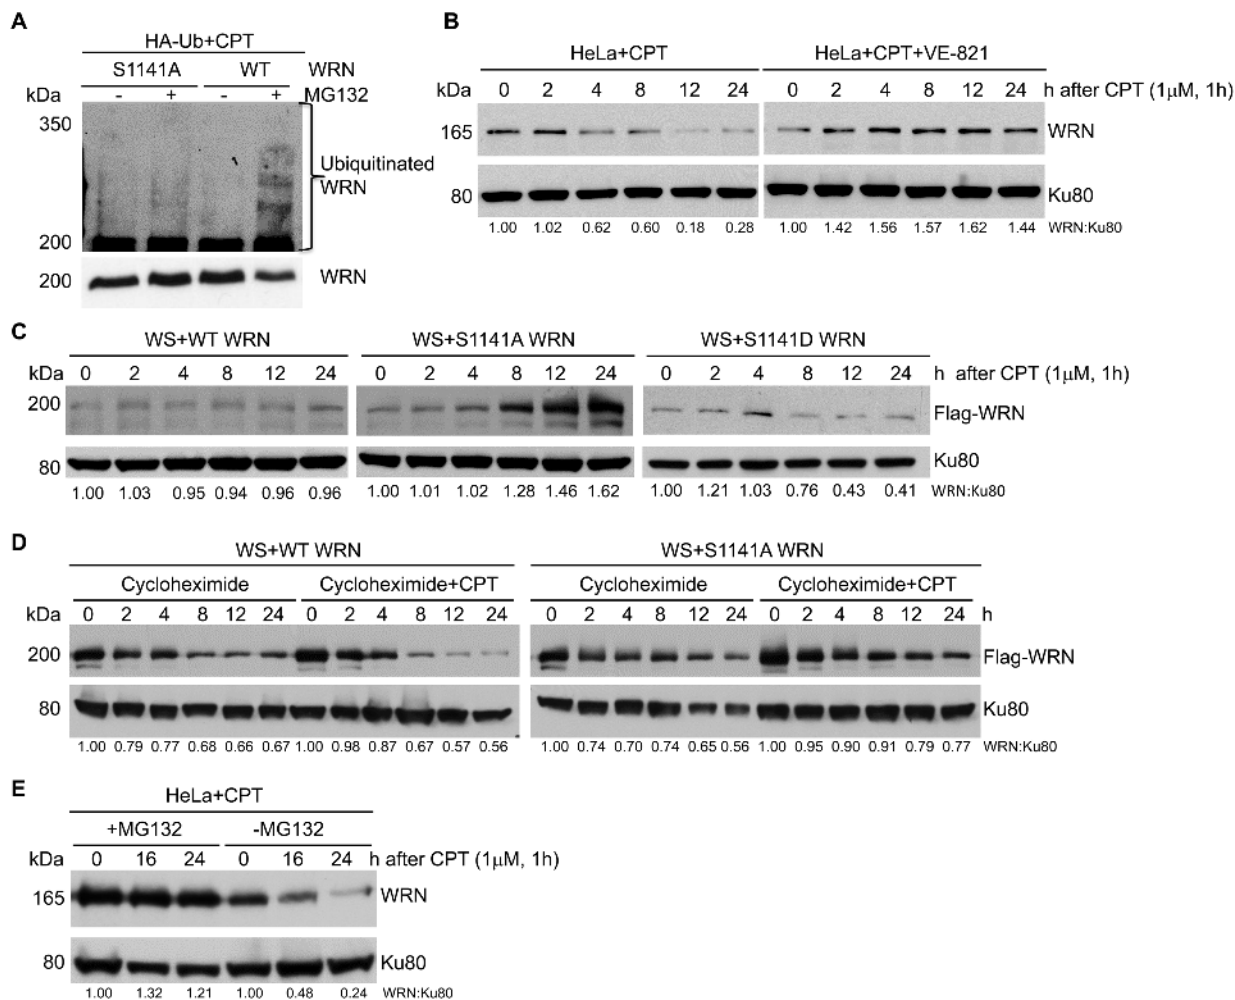 A
HA-Ub+CPT
S1141A WT WRN
kDa - + - + MG132
350
Ubiquitinated
WRN
200
200 WRN
B
HeLa+CPT HeLa+CPT+VE-821
kDa 0 2 4 8 12 24 0 2 4 8 12 24 h after CPT (1μM, 1h)
165 WRN
80 Ku80
1.00 1.02 0.62 0.60 0.18 0.28 1.00 1.42 1.56 1.57 1.62 1.44 WRN:Ku80
C
WS+WT WRN WS+S1141A WRN WS+S1141D WRN
kDa 0 2 4 8 12 24 0 2 4 8 12 24 0 2 4 8 12 24 h after CPT (1μM, 1h)
200 Flag-WRN
80 Ku80
1.00 1.03 0.95 0.94 0.96 0.96 1.00 1.01 1.02 1.28 1.46 1.62 1.00 1.21 1.03 0.76 0.43 0.41 WRN:Ku80
D
WS+WT WRN WS+S1141A WRN
Cycloheximide Cycloheximide+CPT Cycloheximide Cycloheximide+CPT
kDa 0 2 4 8 12 24 0 2 4 8 12 24 0 2 4 8 12 24 0 2 4 8 12 24 h
200 Flag-WRN
80 Ku80
1.00 0.79 0.77 0.68 0.66 0.67 1.00 0.98 0.87 0.67 0.57 0.56 1.00 0.74 0.70 0.74 0.65 0.56 1.00 0.95 0.90 0.91 0.79 0.77 WRN:Ku80
E
HeLa+CPT
+MG132 -MG132
kDa 0 16 24 0 16 24 h after CPT (1μM, 1h)
165 WRN
80 Ku80
1.00 1.32 1.21 1.00 0.48 0.24 WRN:Ku80